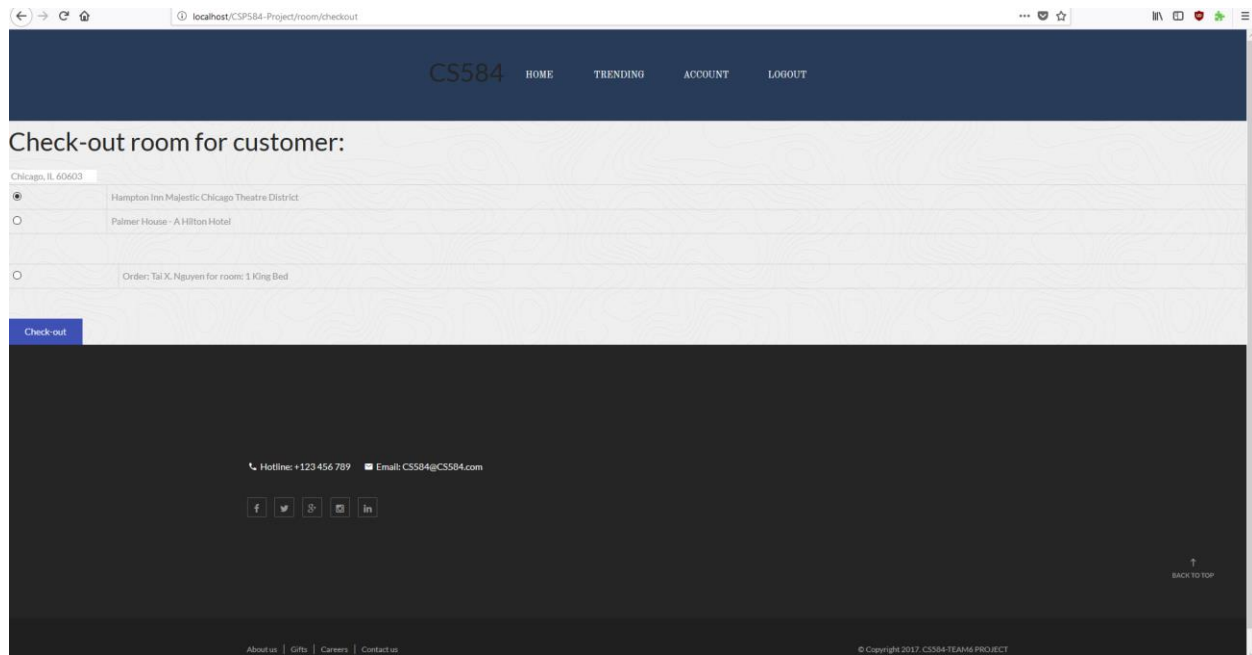 localhost/CSP584-Project/room/checkout
CS584 HOME TRENDING ACCOUNT LOGOUT
Check-out room for customer:
Chicago, IL 60603
Hampton Inn Majestic Chicago Theatre District
Palmer House - A Hilton Hotel
Order: Tai X. Nguyen for room: 1 King Bed
Check-out
Hotline: +123 456 789 Email: CS584@CS584.com
BACK TO TOP
About us | Gifts | Careers | Contact us © Copyright 2017. CS584-TEAM6 PROJECT